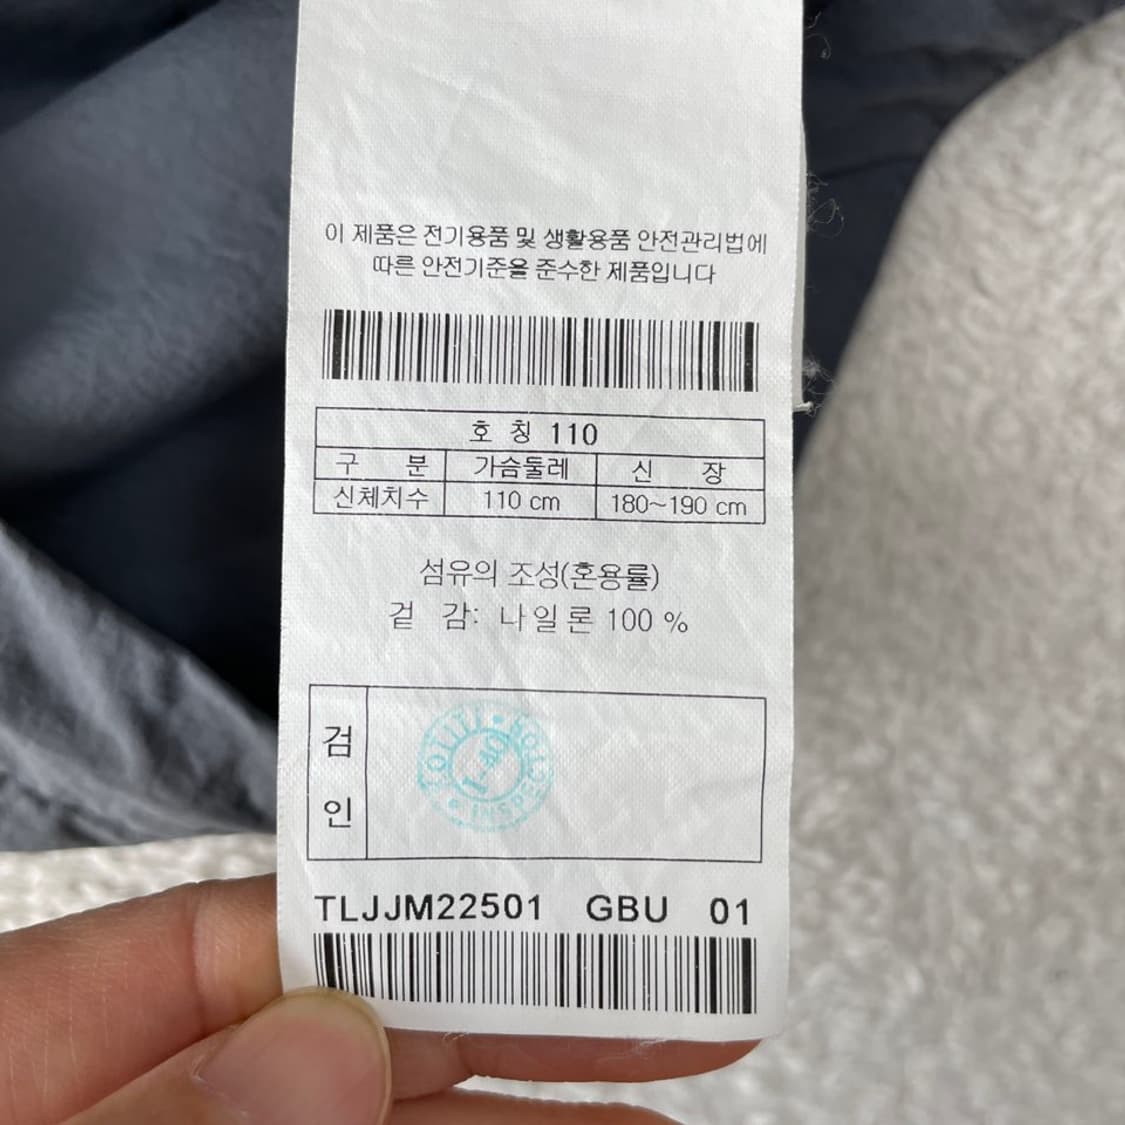 이 제품은 전기용품 및 생활용품 안전관리법에
따른 안전기준을 준수한 제품입니다
호 칭 110
구 분 가슴둘레 신 장
신체치수 110 cm 180~190 cm
섬유의 조성(혼용률)
겉 감: 나일론 100 %
검
인
1-40
INSPECTOR
TLJJM22501 GBU 01